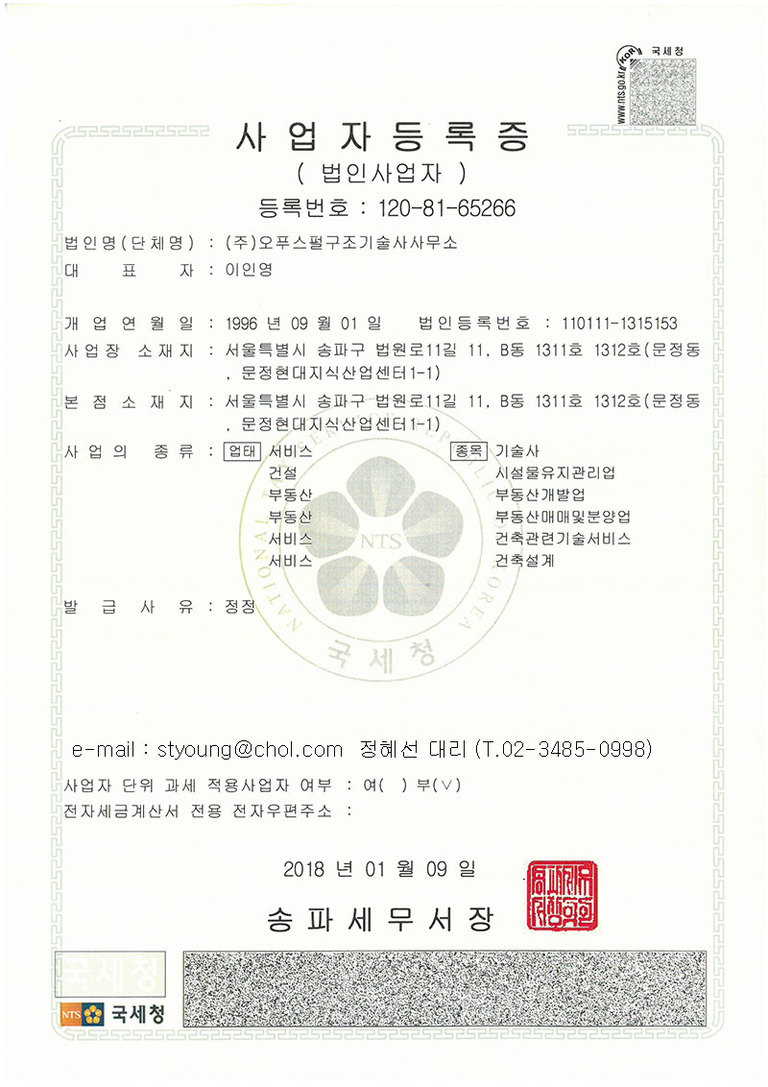 국세청
KOR
www.nts.go.kr
사업자등록증
( 법인사업자 )
등록번호 : 120-81-65266
법인명(단체명) : (주)오푸스펄구조기술사사무소
대 표 자 : 이인영
개 업 연 월 일 : 1996 년 09 월 01 일 법인등록번호 : 110111-1315153
사업장 소재지 : 서울특별시 송파구 법원로11길 11, B동 1311호 1312호(문정동
, 문정현대지식산업센터1-1)
본 점 소 재 지 : 서울특별시 송파구 법원로11길 11, B동 1311호 1312호(문정동
, 문정현대지식산업센터1-1)
사 업 의 종 류 : 업태 서비스 종목 기술사
건설 시설물유지관리업
부동산 부동산개발업
부동산 부동산매매및분양업
서비스 건축관련기술서비스
서비스 건축설계
NATIONAL TAX SERVICE REPUBLIC OF KOREA
NTS
국세청
발 급 사 유 : 정정
e-mail : styoung@chol.com 정혜선 대리 (T.02-3485-0998)
사업자 단위 과세 적용사업자 여부 : 여( ) 부(∨)
전자세금계산서 전용 전자우편주소 :
2018 년 01 월 09 일
송파세무서장
국세청
NTS 국세청